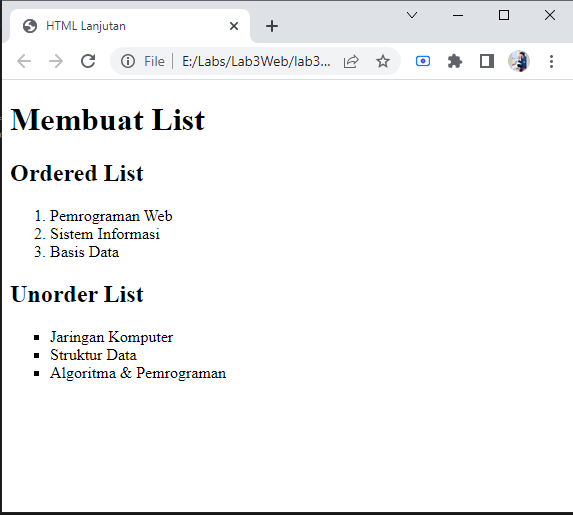 HTML Lanjutan
File | E:/Labs/Lab3Web/lab3...
Membuat List
Ordered List
1. Pemrograman Web
2. Sistem Informasi
3. Basis Data
Unorder List
▪ Jaringan Komputer
▪ Struktur Data
▪ Algoritma & Pemrograman